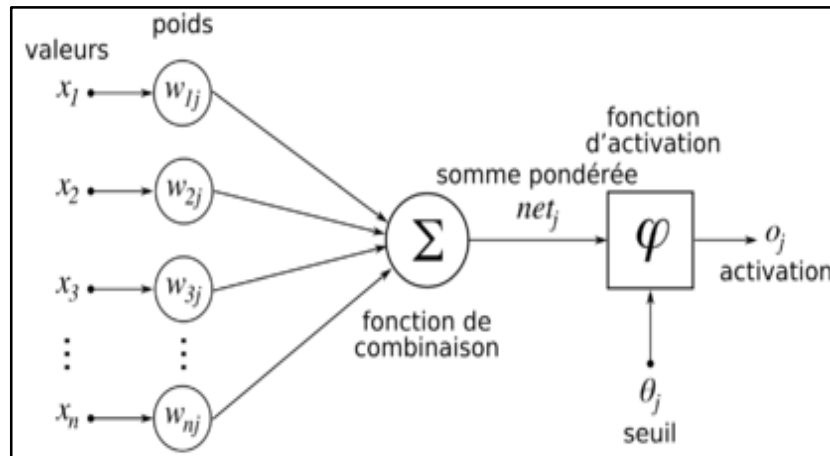 poids
valeurs
x₁
w₁ⱼ
x₂
w₂ⱼ
x₃
w₃ⱼ
⋮
⋮
xₙ
wₙⱼ
Σ
fonction de
combinaison
somme pondérée
netⱼ
fonction
d'activation
φ
oⱼ
activation
θⱼ
seuil